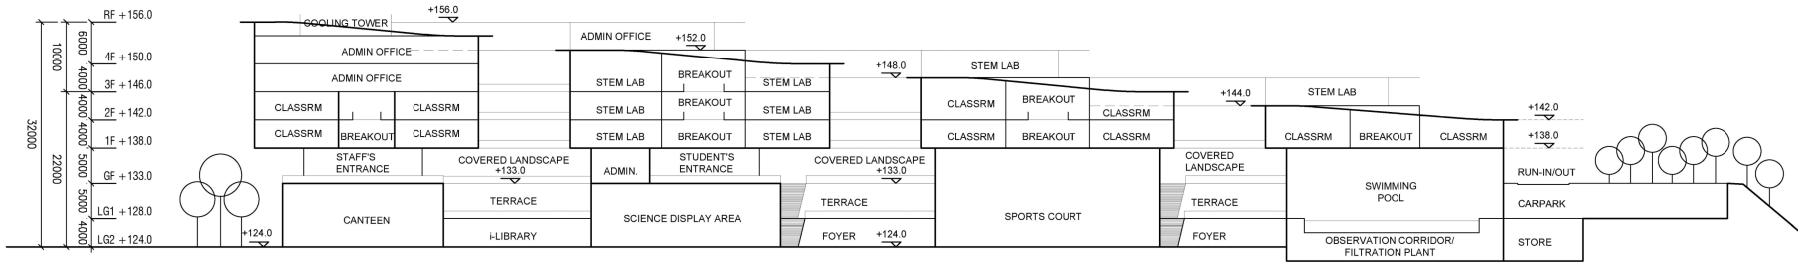 RF +156.0
4F +150.0
3F +146.0
2F +142.0
1F +138.0
GF +133.0
LG1 +128.0
LG2 +124.0
32000
10000
22000
6000
4000
4000
4000
4000
5000
5000
4000
+156.0
COOLING TOWER
ADMIN OFFICE
ADMIN OFFICE
CLASSRM
CLASSRM
CLASSRM
BREAKOUT
CLASSRM
STAFF'S
ENTRANCE
CANTEEN
+124.0
COVERED LANDSCAPE
+133.0
TERRACE
i-LIBRARY
ADMIN OFFICE
+152.0
STEM LAB
BREAKOUT
STEM LAB
STEM LAB
BREAKOUT
STEM LAB
STEM LAB
BREAKOUT
STEM LAB
ADMIN.
STUDENT'S
ENTRANCE
SCIENCE DISPLAY AREA
COVERED LANDSCAPE
+133.0
TERRACE
FOYER
+124.0
+148.0
STEM LAB
CLASSRM
BREAKOUT
CLASSRM
CLASSRM
BREAKOUT
CLASSRM
SPORTS COURT
COVERED
LANDSCAPE
TERRACE
FOYER
+144.0
STEM LAB
CLASSRM
BREAKOUT
CLASSRM
SWIMMING
POOL
OBSERVATION CORRIDOR/
FILTRATION PLANT
+142.0
+138.0
RUN-IN/OUT
CARPARK
STORE